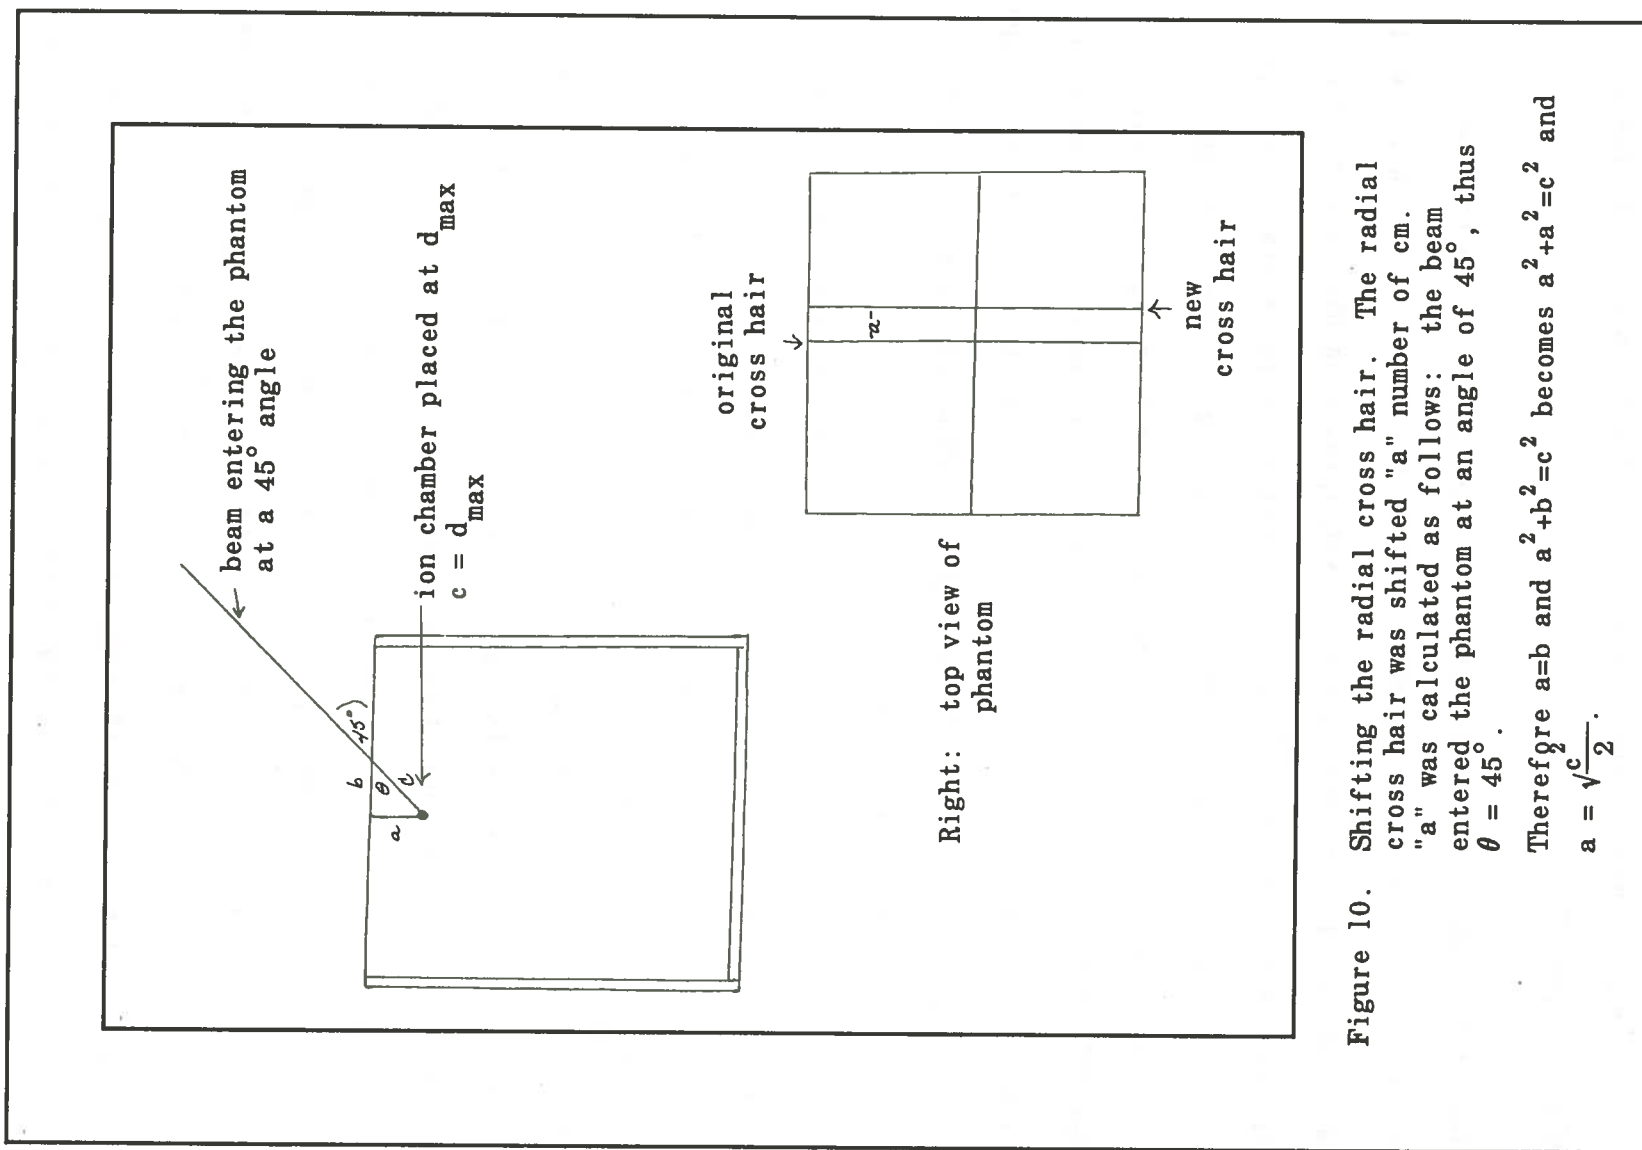 beam entering the phantom
at a 45° angle
45°
b
θ
c
a
ion chamber placed at d_max
c = d_max
original
cross hair
a
new
cross hair
Right: top view of
phantom
Figure 10. Shifting the radial cross hair. The radial
cross hair was shifted "a" number of cm.
"a" was calculated as follows: the beam
entered the phantom at an angle of 45°, thus
θ = 45°.
Therefore a=b and a²+b²=c² becomes a²+a²=c² and
a = √c²/2.